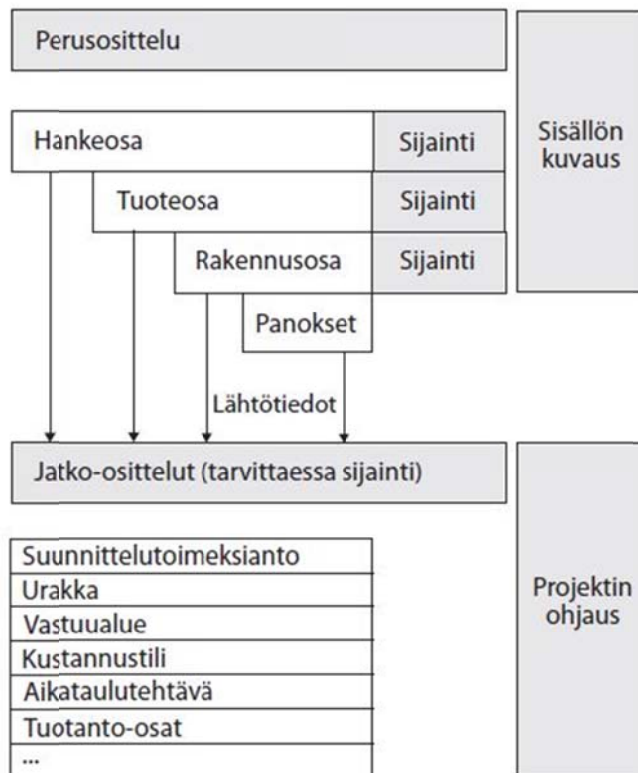 Perusosittelu
Sisällön
kuvaus
Hankeosa
Sijainti
Tuoteosa
Sijainti
Rakennusosa
Sijainti
Panokset
Lähtötiedot
Jatko-osittelut (tarvittaessa sijainti)
Projektin
ohjaus
Suunnittelutoimeksianto
Urakka
Vastuualue
Kustannustili
Aikataulutehtävä
Tuotanto-osat
...